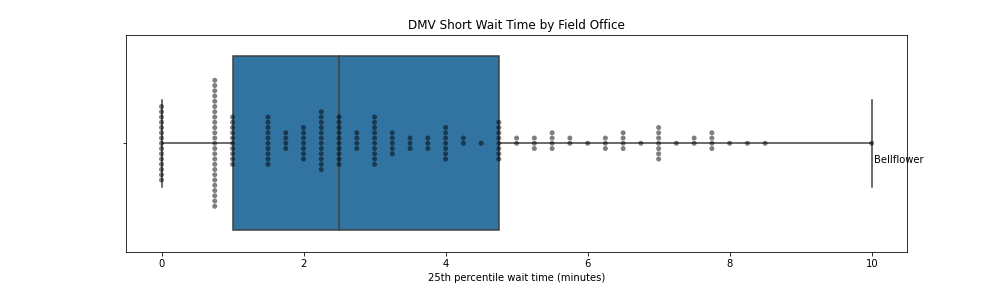 DMV Short Wait Time by Field Office
Bellflower
0 2 4 6 8 10
25th percentile wait time (minutes)